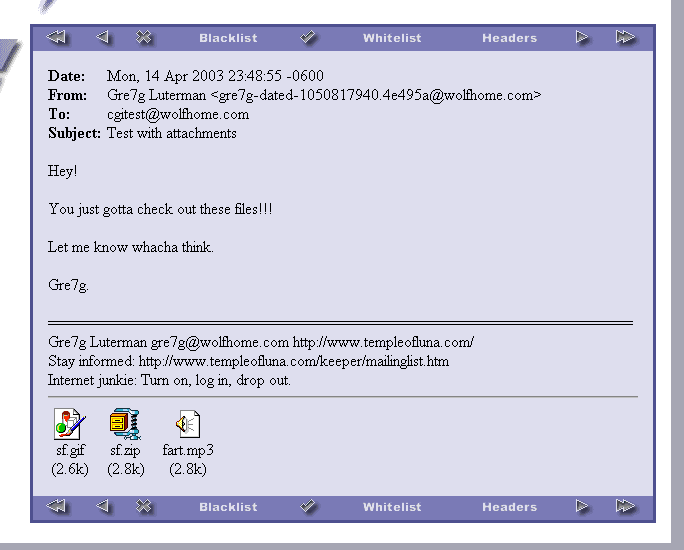 Blacklist Whitelist Headers
Date: Mon, 14 Apr 2003 23:48:55 -0600
From: Gre7g Luterman <gre7g-dated-1050817940.4e495a@wolfhome.com>
To: cgitest@wolfhome.com
Subject: Test with attachments
Hey!
You just gotta check out these files!!!
Let me know whacha think.
Gre7g.
Gre7g Luterman gre7g@wolfhome.com http://www.templeofluna.com/
Stay informed: http://www.templeofluna.com/keeper/mailinglist.htm
Internet junkie: Turn on, log in, drop out.
sf.gif sf.zip fart.mp3
(2.6k) (2.8k) (2.8k)
Blacklist Whitelist Headers